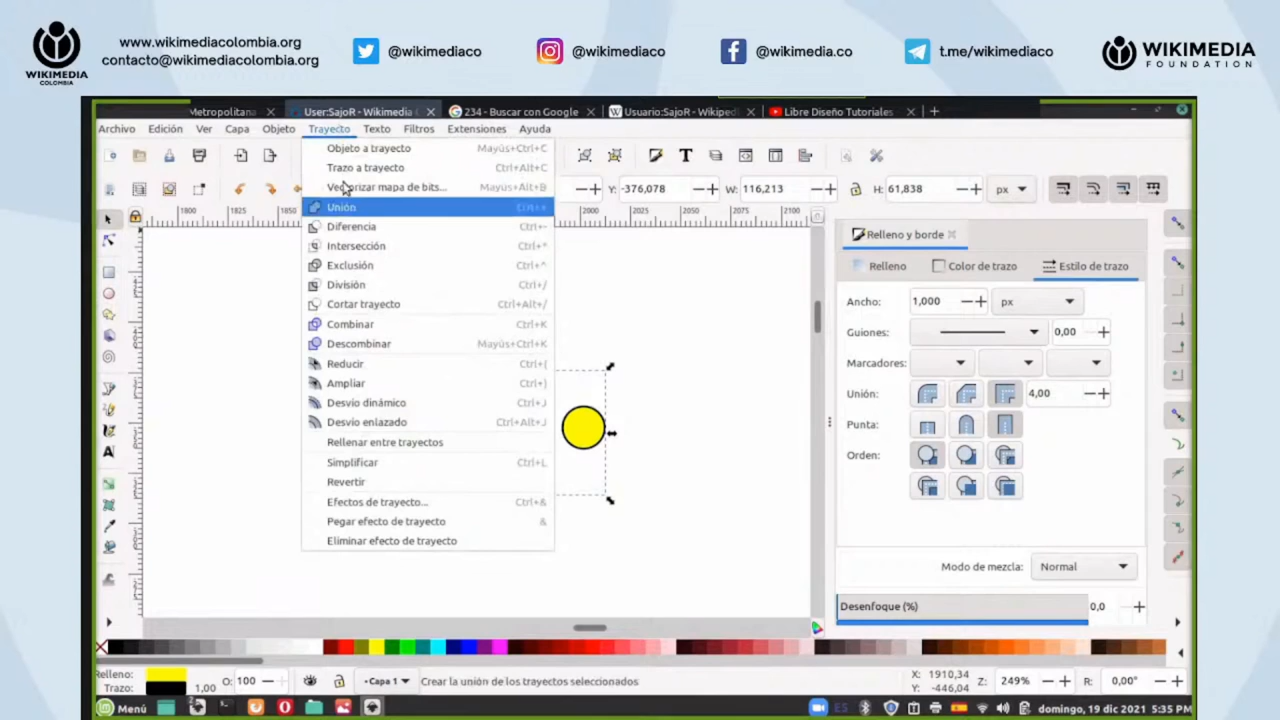 WIKIMEDIA
COLOMBIA
www.wikimediacolombia.org
contacto@wikimediacolombia.org
@wikimediaco
@wikimediaco
@wikimedia.co
t.me/wikimediaco
WIKIMEDIA
FOUNDATION
Metropolitana
User:SajoR - Wikimedia
234 - Buscar con Google
Usuario:SajoR - Wikiped
Libre Diseño Tutoriales
Archivo Edición Ver Capa Objeto Trayecto Texto Filtros Extensiones Ayuda
Objeto a trayecto Mayús+Ctrl+C
Trazo a trayecto Ctrl+Alt+C
Vectorizar mapa de bits... Mayús+Alt+B
Unión Ctrl++
Diferencia Ctrl+-
Intersección Ctrl+*
Exclusión Ctrl+^
División Ctrl+/
Cortar trayecto Ctrl+Alt+/
Combinar Ctrl+K
Descombinar Mayús+Ctrl+K
Reducir Ctrl+(
Ampliar Ctrl+)
Desvio dinámico Ctrl+J
Desvio enlazado Ctrl+Alt+J
Rellenar entre trayectos
Simplificar Ctrl+L
Revertir
Efectos de trayecto... Ctrl+&
Pegar efecto de trayecto &
Eliminar efecto de trayecto
Y: -376,078 W: 116,213 H: 61,838 px
1800 1825 1850 2000 2025 2050 2075 2100
Relleno y borde
Relleno Color de trazo Estilo de trazo
Ancho: 1,000 px
Guiones: 0,00
Marcadores:
Unión: 4,00
Punta:
Orden:
Modo de mezcla: Normal
Desenfoque (%) 0,0
Relleno:
Trazo: 1,00
O: 100
Capa 1
Crear la unión de los trayectos seleccionados
X: 1910,34
Y: -446,04
Z: 249%
R: 0,00°
Menú
ES
domingo, 19 dic 2021 5:35 PM